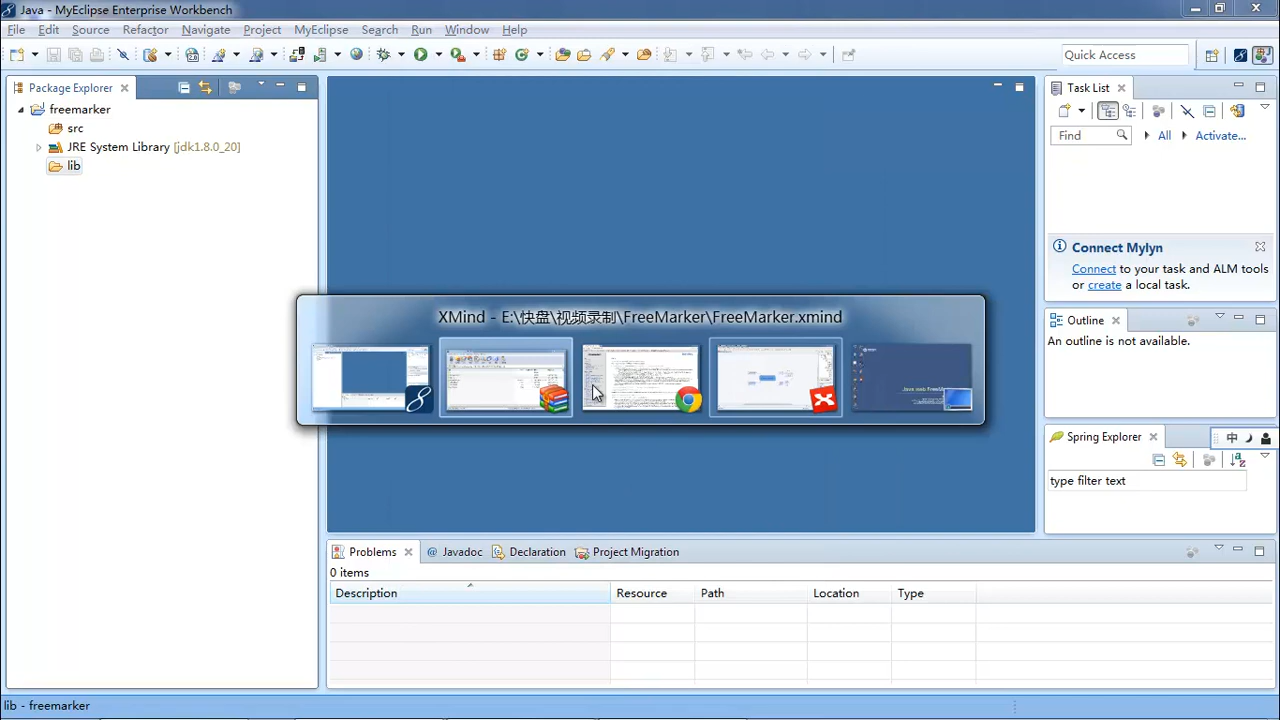 Java - MyEclipse Enterprise Workbench
File Edit Source Refactor Navigate Project MyEclipse Search Run Window Help
Quick Access
Package Explorer
freemarker
src
JRE System Library [jdk1.8.0_20]
lib
XMind - E:\快盘\视频录制\FreeMarker\FreeMarker.xmind
Task List
Find
All
Activate...
Connect Mylyn
Connect to your task and ALM tools
or create a local task.
Outline
An outline is not available.
Spring Explorer
中
type filter text
Problems @ Javadoc Declaration Project Migration
0 items
Description Resource Path Location Type
lib - freemarker